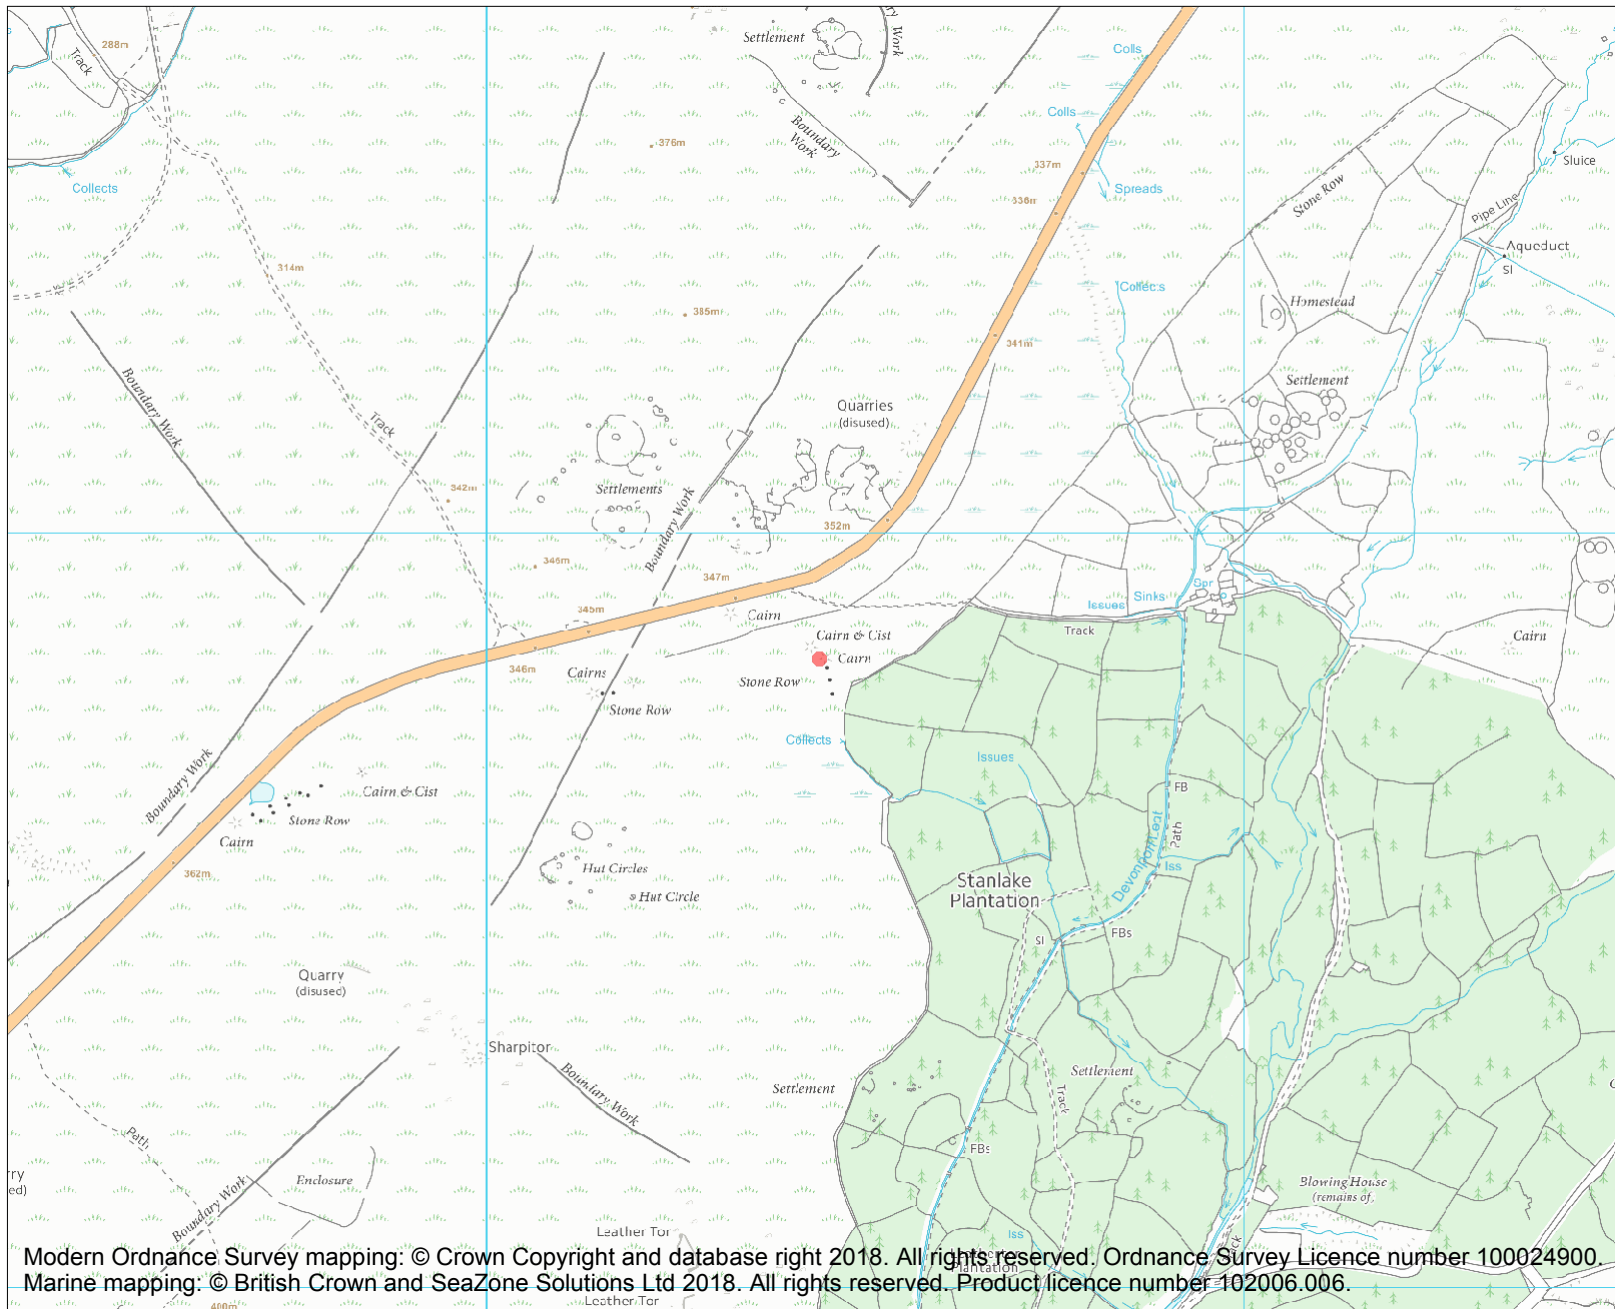 288m
Track
Settlement
Work
Colls
Boundary
Work
376m
Colls
337m
Sluice
Collects
Spreads
Stone Row
338m
Pipe Line
Aqueduct
Sl
314m
385m
Collects
Homestead
341m
Boundary Work
Settlement
Quarries
(disused)
Track
342m
Settlements
352m
Boundary Work
346m
347m
Spr
345m
Cairn
Issues
Sinks
Track
Cairn & Cist
Cairn
Cairn
346m
Cairns
Stone Row
Stone Row
Collects
Issues
Boundary Work
Cairn & Cist
FB
Stone Row
Path
Cairn
Devonport Leat
362m
Hut Circles
Iss
Hut Circle
Stanlake
Plantation
FBs
Sl
Quarry
(disused)
Sharpitor
Boundary Work
Settlement
Settlement
Track
Path
FBs
Enclosure
Boundary Work
Blowing House
(remains of)
Leather Tor
Iss
Modern Ordnance Survey mapping: © Crown Copyright and database right 2018. All rights reserved. Ordnance Survey Licence number 100024900.
Plantation
Marine mapping: © British Crown and SeaZone Solutions Ltd 2018. All rights reserved. Product licence number 102006.006.
Leather Tor
400m